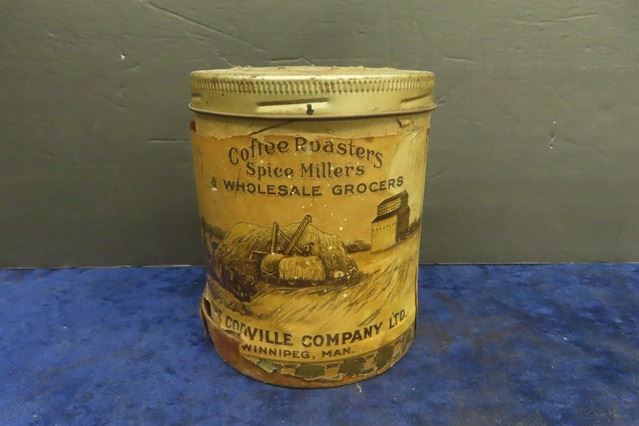 Coffee Roasters
Spice Millers
& WHOLESALE GROCERS
CODVILLE COMPANY LTD.
WINNIPEG, MAN.